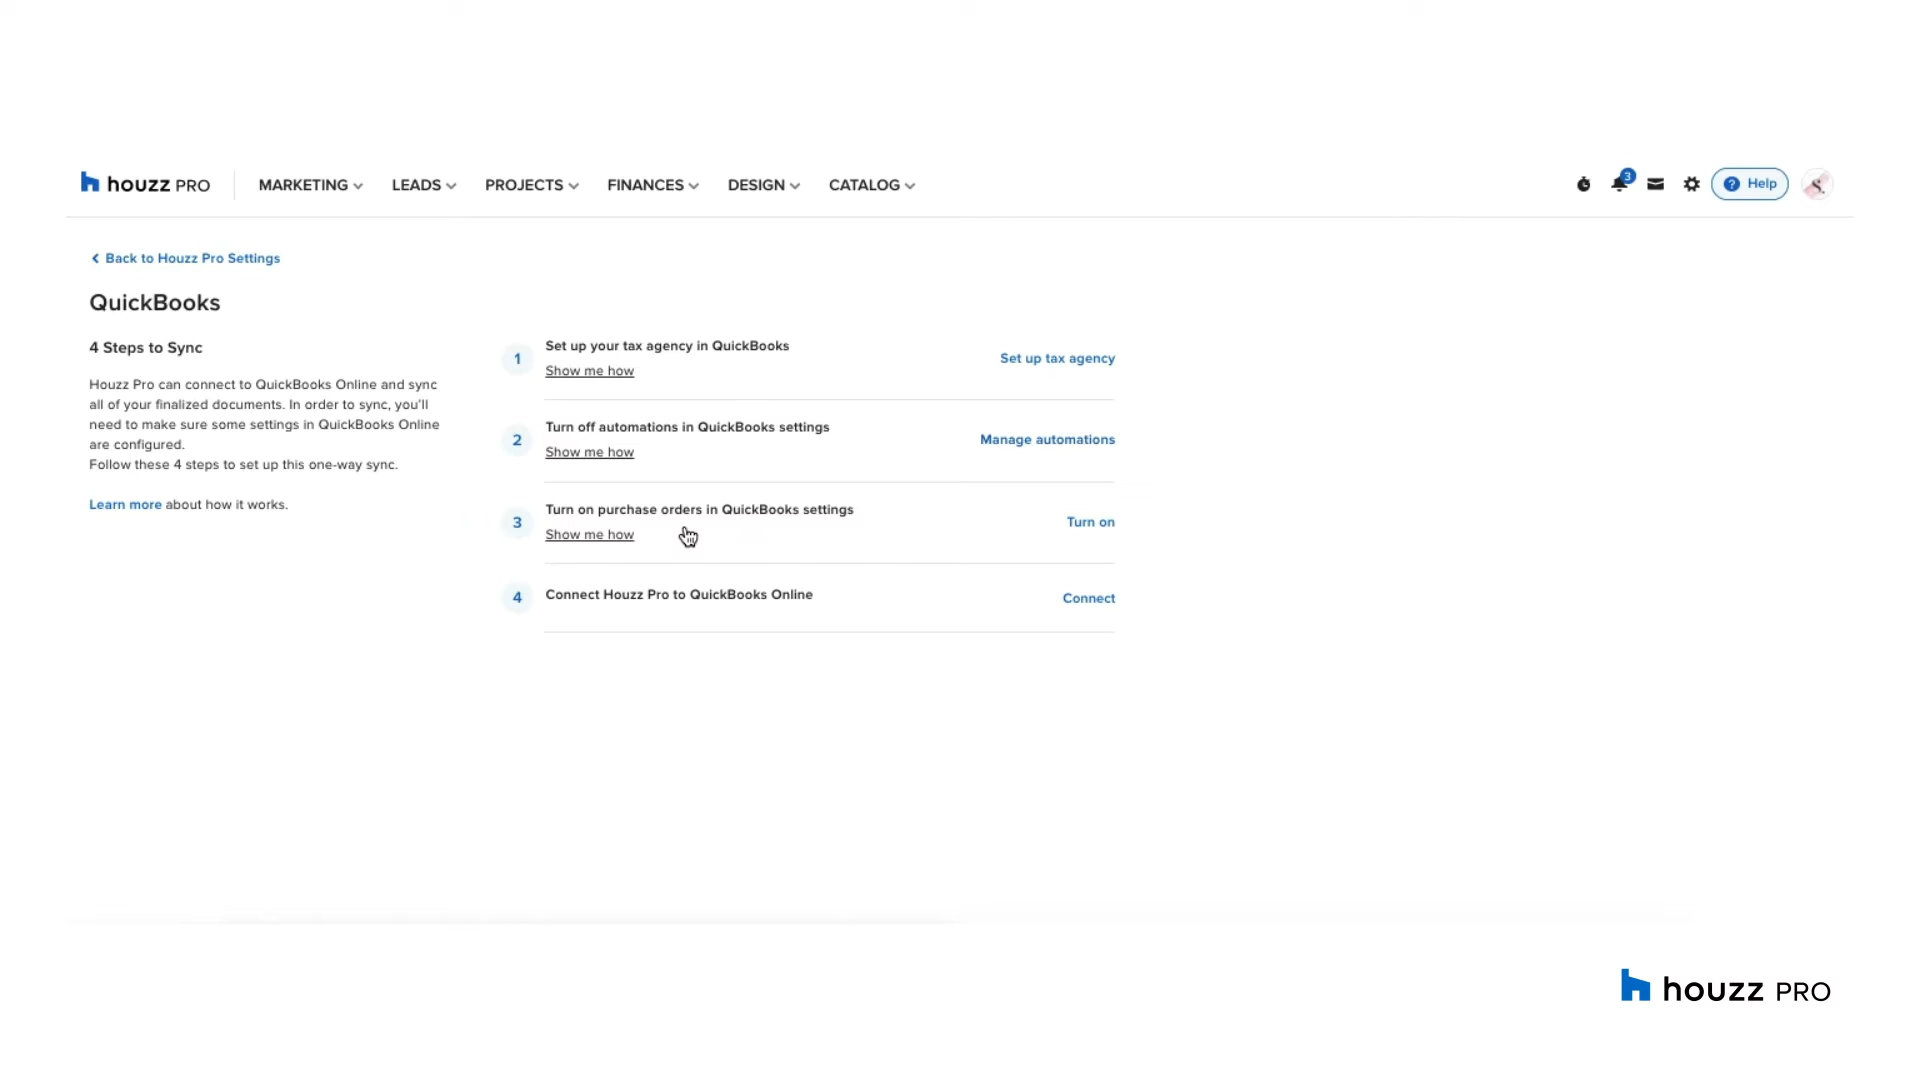 houzz PRO
MARKETING
LEADS
PROJECTS
FINANCES
DESIGN
CATALOG
3
? Help
S.
Back to Houzz Pro Settings
QuickBooks
4 Steps to Sync
Houzz Pro can connect to QuickBooks Online and sync
all of your finalized documents. In order to sync, you'll
need to make sure some settings in QuickBooks Online
are configured.
Follow these 4 steps to set up this one-way sync.
Learn more about how it works.
1
Set up your tax agency in QuickBooks
Show me how
Set up tax agency
2
Turn off automations in QuickBooks settings
Show me how
Manage automations
3
Turn on purchase orders in QuickBooks settings
Show me how
Turn on
4
Connect Houzz Pro to QuickBooks Online
Connect
houzz PRO